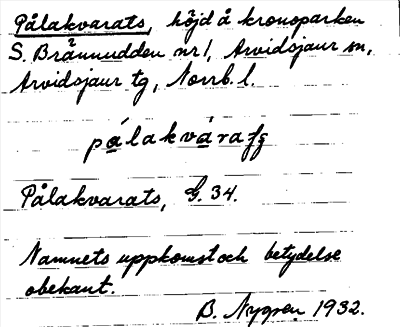 Pålakvarats, höjd å kronoparken
S. Brännudden nr 1, Arvidsjaur sn,
Arvidsjaur tg, Norrb. l.
Pålakvarats, G. 34.
Namnets uppkomst och betydelse
obekant.
B. Nygren 1932.